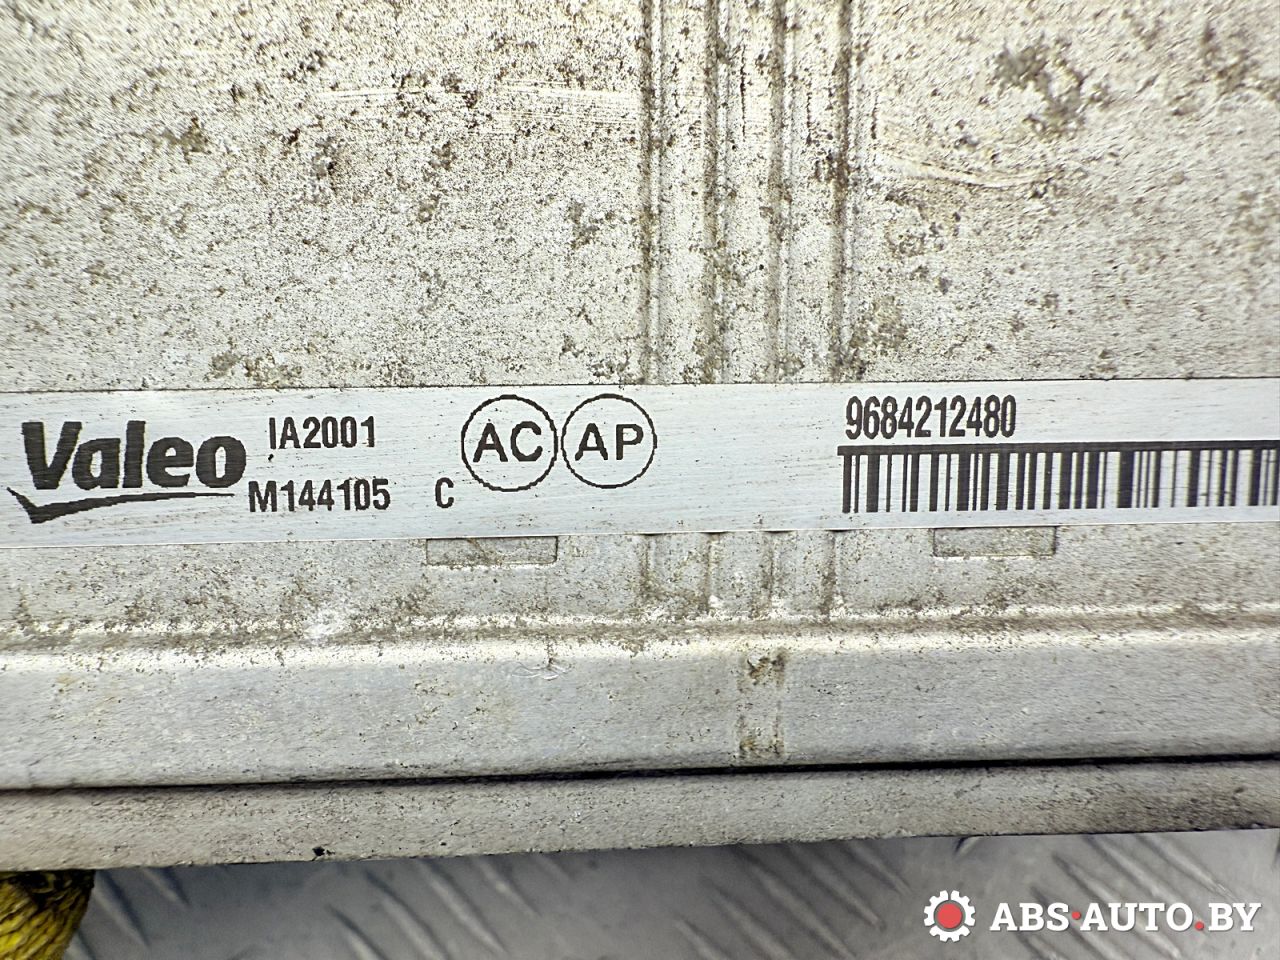 Valeo
IA2001
M144105 C
AC AP
9684212480
ABS·AUTO.BY